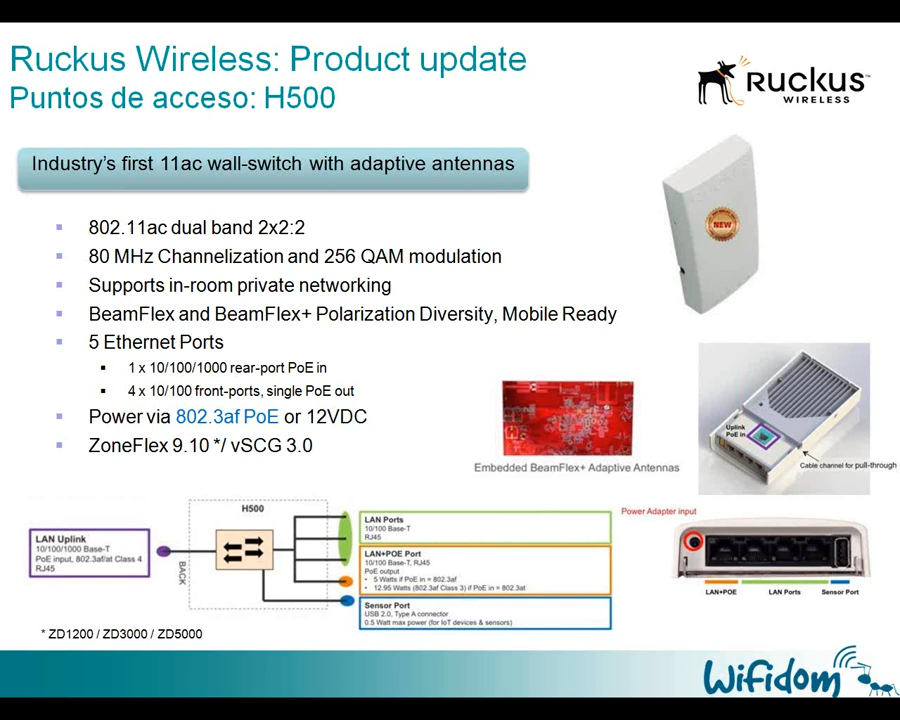 Ruckus Wireless: Product update
Puntos de acceso: H500
RUCKUS™
WIRELESS
Industry's first 11ac wall-switch with adaptive antennas
NEW
802.11ac dual band 2x2:2
80 MHz Channelization and 256 QAM modulation
Supports in-room private networking
BeamFlex and BeamFlex+ Polarization Diversity, Mobile Ready
5 Ethernet Ports
1 x 10/100/1000 rear-port PoE in
4 x 10/100 front-ports, single PoE out
Power via 802.3af PoE or 12VDC
ZoneFlex 9.10 */ vSCG 3.0
Embedded BeamFlex+ Adaptive Antennas
Uplink
PoE in
Cable channel for pull-through
H500
LAN Uplink
10/100/1000 Base-T
PoE input, 802.3af/at Class 4
RJ45
BACK
LAN Ports
10/100 Base-T
RJ45
LAN+POE Port
10/100 Base-T, RJ45
PoE output
• 5 Watts if PoE in = 802.3af
• 12.95 Watts (802.3af Class 3) if PoE in = 802.3at
Sensor Port
USB 2.0, Type A connector
0.5 Watt max power (for IoT devices & sensors)
Power Adapter input
LAN+POE
LAN Ports
Sensor Port
* ZD1200 / ZD3000 / ZD5000
Wifidom